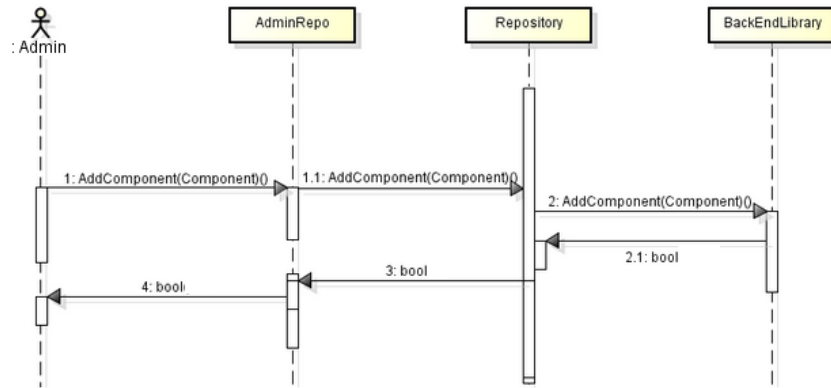 AdminRepo
Repository
BackEndLibrary
: Admin
1: AddComponent(Component)()
1.1: AddComponent(Component)()
2: AddComponent(Component)()
2.1: bool
3: bool
4: bool